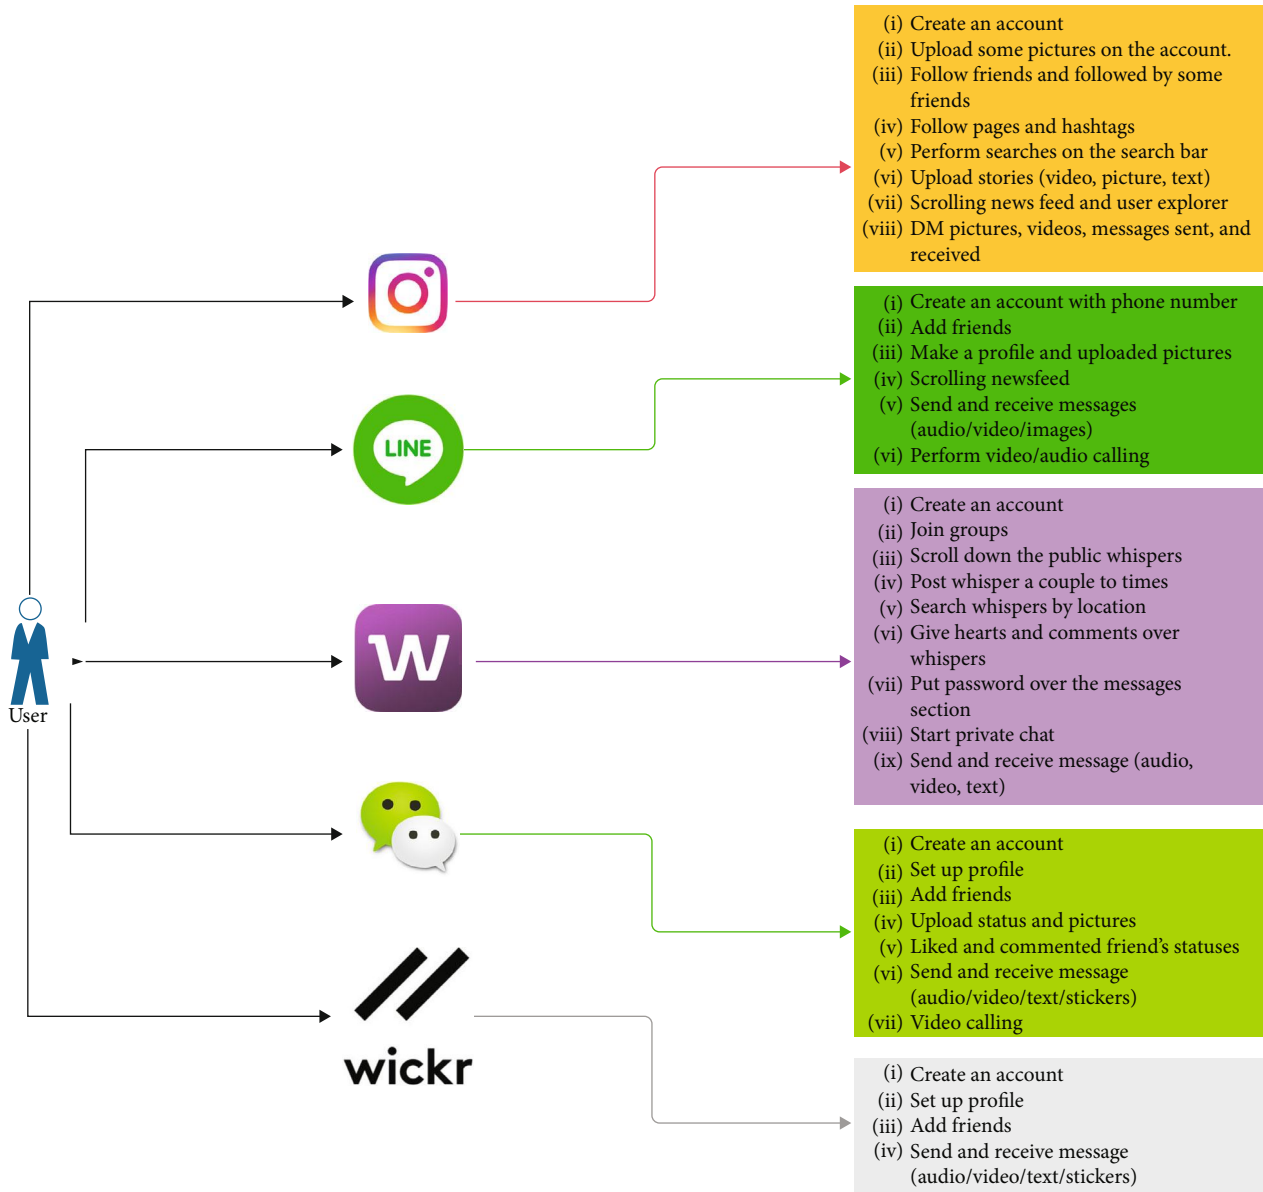 (i) Create an account
(ii) Upload some pictures on the account.
(iii) Follow friends and followed by some
friends
(iv) Follow pages and hashtags
(v) Perform searches on the search bar
(vi) Upload stories (video, picture, text)
(vii) Scrolling news feed and user explorer
(viii) DM pictures, videos, messages sent, and
received
(i) Create an account with phone number
(ii) Add friends
(iii) Make a profile and uploaded pictures
(iv) Scrolling newsfeed
(v) Send and receive messages
(audio/video/images)
(vi) Perform video/audio calling
LINE
(i) Create an account
(ii) Join groups
(iii) Scroll down the public whispers
(iv) Post whisper a couple to times
(v) Search whispers by location
(vi) Give hearts and comments over
whispers
(vii) Put password over the messages
section
(viii) Start private chat
(ix) Send and receive message (audio,
video, text)
W
User
(i) Create an account
(ii) Set up profile
(iii) Add friends
(iv) Upload status and pictures
(v) Liked and commented friend's statuses
(vi) Send and receive message
(audio/video/text/stickers)
(vii) Video calling
wickr
(i) Create an account
(ii) Set up profile
(iii) Add friends
(iv) Send and receive message
(audio/video/text/stickers)